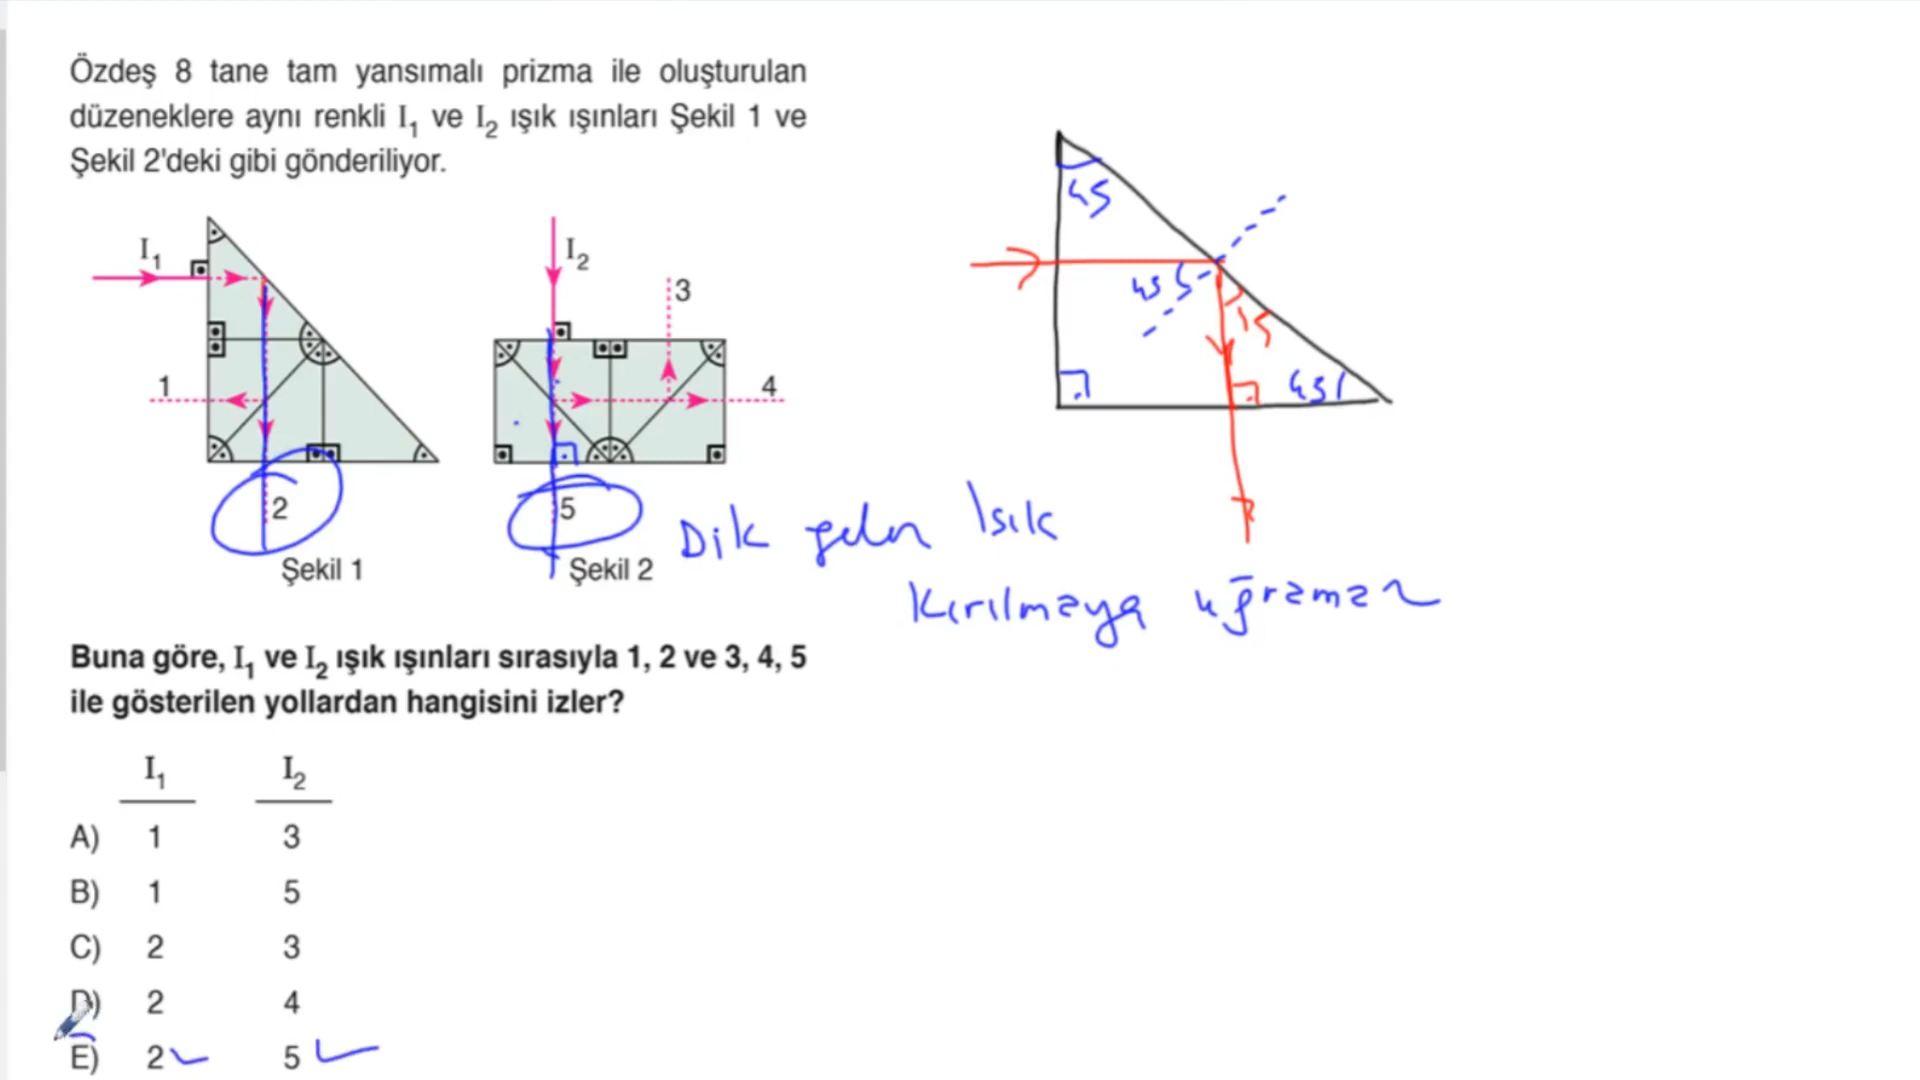 Özdeş 8 tane tam yansımalı prizma ile oluşturulan
düzeneklere aynı renkli I₁ ve I₂ ışık ışınları Şekil 1 ve
Şekil 2'deki gibi gönderiliyor.
I₁
1
2
Şekil 1
I₂
3
4
5
Şekil 2
45
45
45
45
Dik gelen Isık
Kırılmaya uğramaz
Buna göre, I₁ ve I₂ ışık ışınları sırasıyla 1, 2 ve 3, 4, 5
ile gösterilen yollardan hangisini izler?
I₁ I₂
A) 1 3
B) 1 5
C) 2 3
D) 2 4
E) 2 5